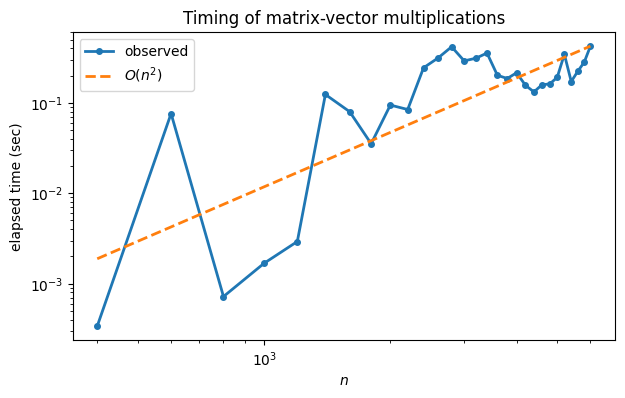 Timing of matrix-vector multiplications
observed
O(n²)
10⁻¹
10⁻²
10⁻³
elapsed time (sec)
10³
n